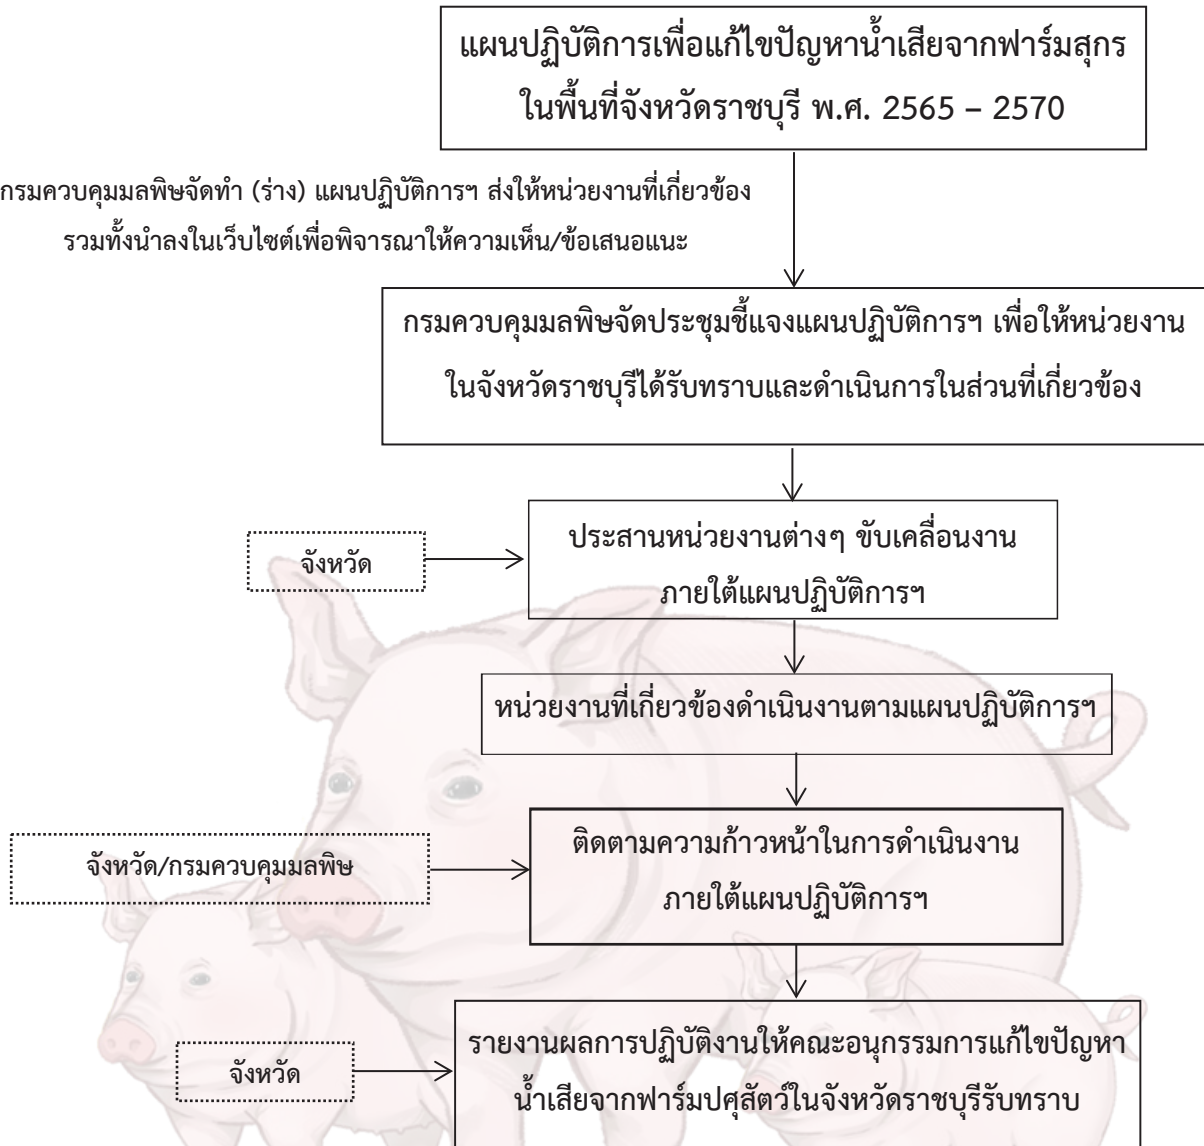 แผนปฏิบัติการเพื่อแก้ไขปัญหาน้ำเสียจากฟาร์มสุกร
ในพื้นที่จังหวัดราชบุรี พ.ศ. 2565 – 2570
กรมควบคุมมลพิษจัดทำ (ร่าง) แผนปฏิบัติการฯ ส่งให้หน่วยงานที่เกี่ยวข้อง
รวมทั้งนำลงในเว็บไซต์เพื่อพิจารณาให้ความเห็น/ข้อเสนอแนะ
กรมควบคุมมลพิษจัดประชุมชี้แจงแผนปฏิบัติการฯ เพื่อให้หน่วยงาน
ในจังหวัดราชบุรีได้รับทราบและดำเนินการในส่วนที่เกี่ยวข้อง
ประสานหน่วยงานต่างๆ ขับเคลื่อนงาน
ภายใต้แผนปฏิบัติการฯ
จังหวัด
หน่วยงานที่เกี่ยวข้องดำเนินงานตามแผนปฏิบัติการฯ
ติดตามความก้าวหน้าในการดำเนินงาน
ภายใต้แผนปฏิบัติการฯ
จังหวัด/กรมควบคุมมลพิษ
รายงานผลการปฏิบัติงานให้คณะอนุกรรมการแก้ไขปัญหา
น้ำเสียจากฟาร์มปศุสัตว์ในจังหวัดราชบุรีรับทราบ
จังหวัด